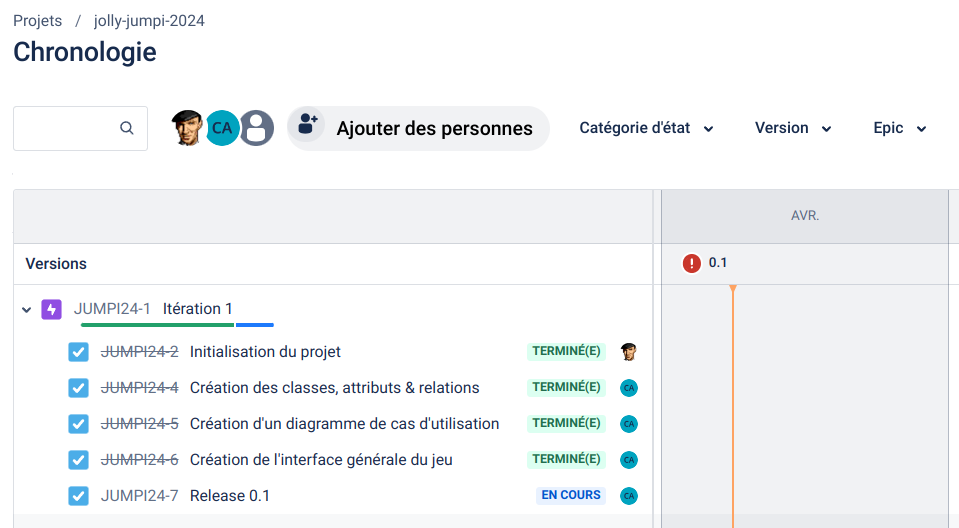 Projets / jolly-jumpi-2024
Chronologie
CA
Ajouter des personnes
Catégorie d'état
Version
Epic
AVR.
Versions
0.1
JUMPI24-1 Itération 1
JUMPI24-2 Initialisation du projet TERMINÉ(E)
JUMPI24-4 Création des classes, attributs & relations TERMINÉ(E) CA
JUMPI24-5 Création d'un diagramme de cas d'utilisation TERMINÉ(E) CA
JUMPI24-6 Création de l'interface générale du jeu TERMINÉ(E) CA
JUMPI24-7 Release 0.1 EN COURS CA